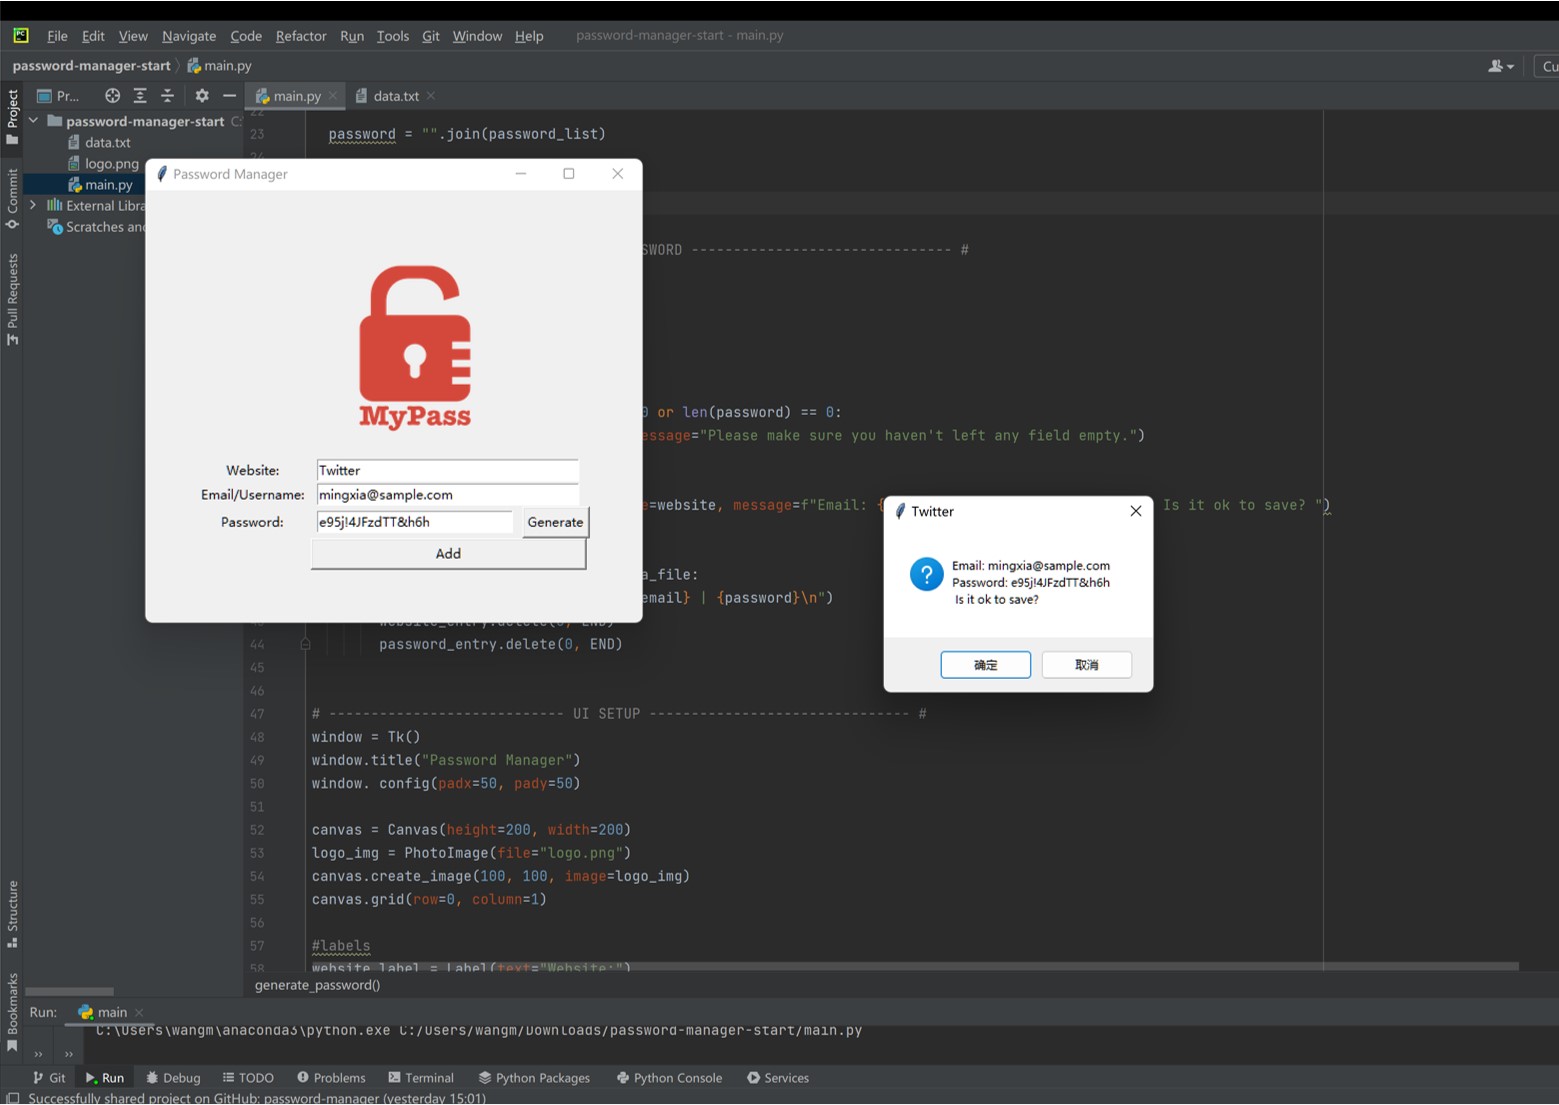 File Edit View Navigate Code Refactor Run Tools Git Window Help password-manager-start - main.py
password-manager-start main.py
Cu
Project
Commit
Pull Requests
Structure
Bookmarks
Pr...
main.py
data.txt
password-manager-start C:
data.txt
logo.png
main.py
External Libra
Scratches and
22
23 password = "".join(password_list)
24
SWORD ------------------------------- #
0 or len(password) == 0:
essage="Please make sure you haven't left any field empty.")
e=website, message=f"Email: { Is it ok to save? ")
a_file:
email} | {password}\n")
43 website_entry.delete(0, END)
44 password_entry.delete(0, END)
45
46
47 # ---------------------------- UI SETUP ------------------------------- #
48 window = Tk()
49 window.title("Password Manager")
50 window. config(padx=50, pady=50)
51
52 canvas = Canvas(height=200, width=200)
53 logo_img = PhotoImage(file="logo.png")
54 canvas.create_image(100, 100, image=logo_img)
55 canvas.grid(row=0, column=1)
56
57 #labels
58 website_label = Label(text="Website:")
generate_password()
Password Manager
MyPass
Website: Twitter
Email/Username: mingxia@sample.com
Password: e95j!4JFzdTT&h6h Generate
Add
Twitter
Email: mingxia@sample.com
Password: e95j!4JFzdTT&h6h
Is it ok to save?
确定 取消
Run: main
C:\Users\wangm\anaconda3\python.exe C:/Users/wangm/Downloads/password-manager-start/main.py
Git Run Debug TODO Problems Terminal Python Packages Python Console Services
Successfully shared project on GitHub: password-manager (yesterday 15:01)